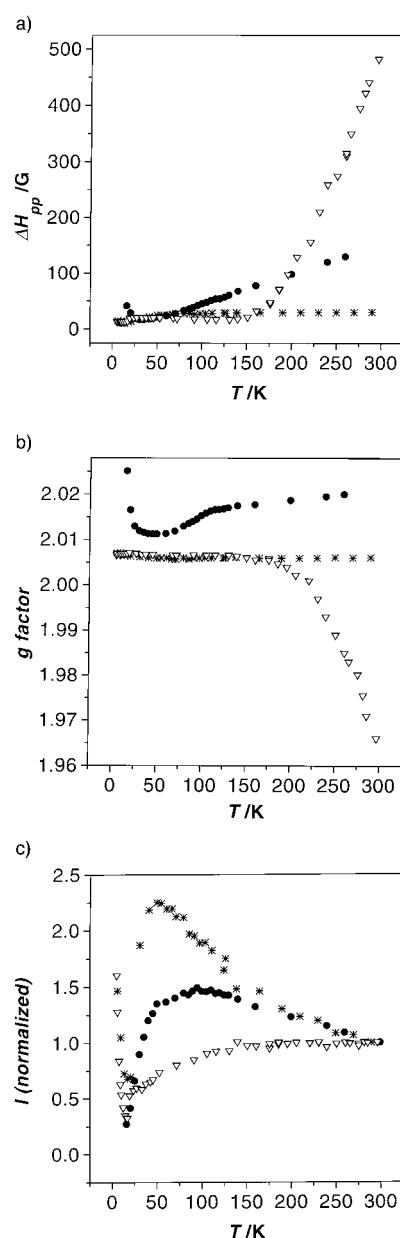 a)
500
400
300
200
100
0
ΔH_pp /G
0 50 100 150 200 250 300
T /K
b)
2.02
2.01
2.00
1.99
1.98
1.97
1.96
g factor
0 50 100 150 200 250 300
T /K
c)
2.5
2.0
1.5
1.0
0.5
0.0
I (normalized)
0 50 100 150 200 250 300
T /K